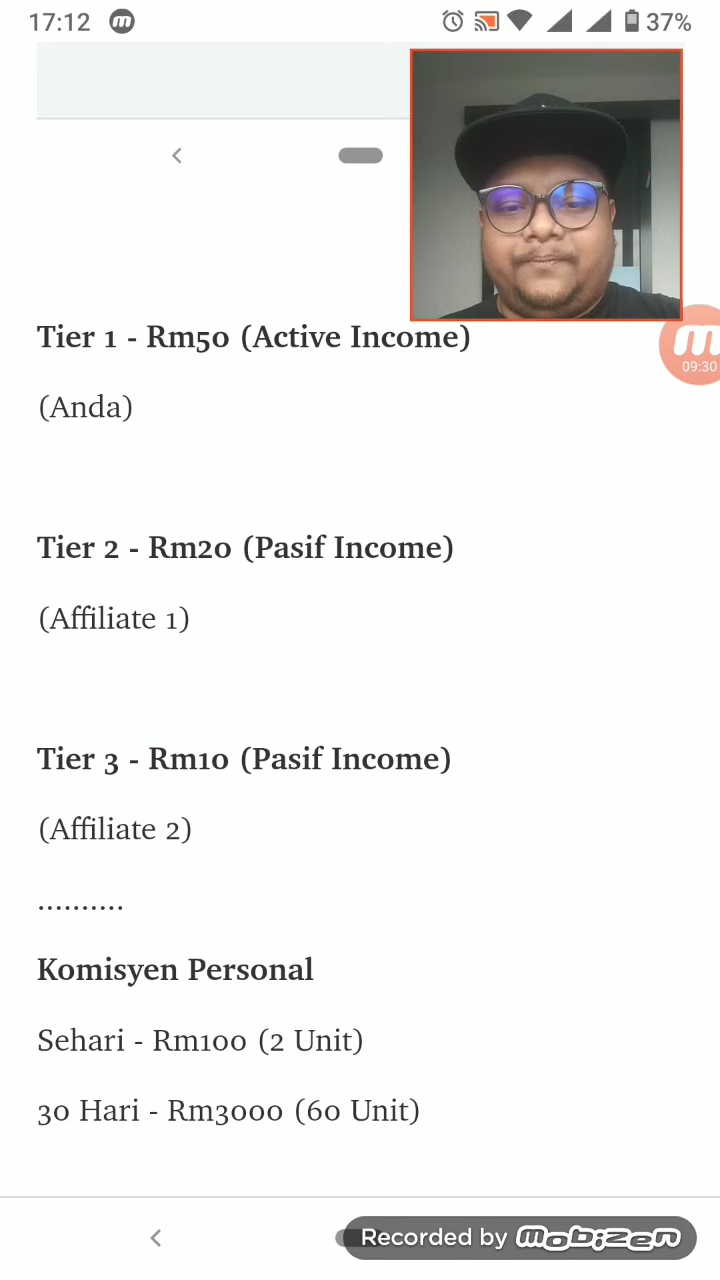 17:12
37%
Tier 1 - Rm50 (Active Income)
09:30
(Anda)
Tier 2 - Rm20 (Pasif Income)
(Affiliate 1)
Tier 3 - Rm10 (Pasif Income)
(Affiliate 2)
..........
Komisyen Personal
Sehari - Rm100 (2 Unit)
30 Hari - Rm3000 (60 Unit)
Recorded by mobizen